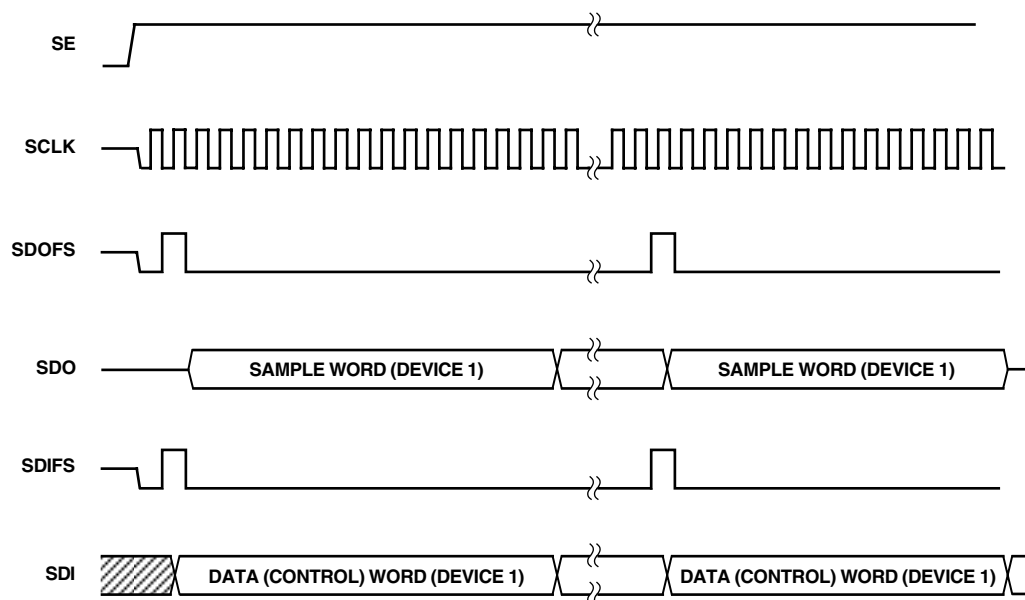 SE
SCLK
SDOFS
SDO
SAMPLE WORD (DEVICE 1)
SAMPLE WORD (DEVICE 1)
SDIFS
SDI
DATA (CONTROL) WORD (DEVICE 1)
DATA (CONTROL) WORD (DEVICE 1)